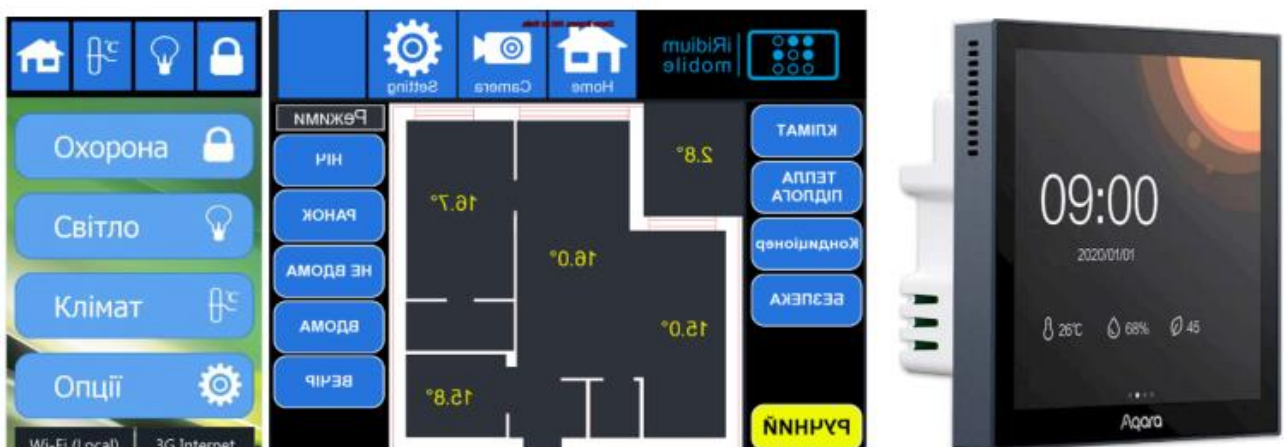 °C
Охорона
Світло
Клімат
°C
Опції
Wi-Fi (Local)
3G Internet
iRidium
mobile
Home
Camera
Setting
КЛІМАТ
ТЕПЛА
ПІДЛОГА
Кондиціонер
БЕЗПЕКА
РУЧНИЙ
2.8°
16.7°
16.0°
15.0°
15.8°
Режими
НІЧ
РАНОК
НЕ ВДОМА
ВДОМА
ВЕЧІР
09:00
2020/01/01
26℃ 68% 45
Aqara